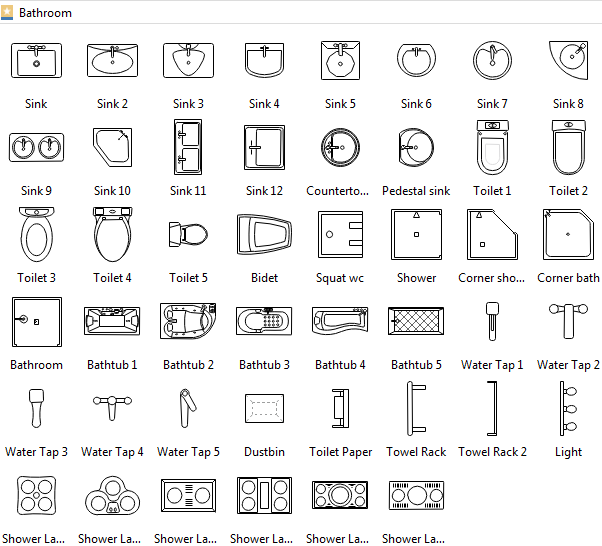 Bathroom
Sink Sink 2 Sink 3 Sink 4 Sink 5 Sink 6 Sink 7 Sink 8
Sink 9 Sink 10 Sink 11 Sink 12 Counterto... Pedestal sink Toilet 1 Toilet 2
Toilet 3 Toilet 4 Toilet 5 Bidet Squat wc Shower Corner sho... Corner bath
Bathroom Bathtub 1 Bathtub 2 Bathtub 3 Bathtub 4 Bathtub 5 Water Tap 1 Water Tap 2
Water Tap 3 Water Tap 4 Water Tap 5 Dustbin Toilet Paper Towel Rack Towel Rack 2 Light
Shower La... Shower La... Shower La... Shower La... Shower La... Shower La...